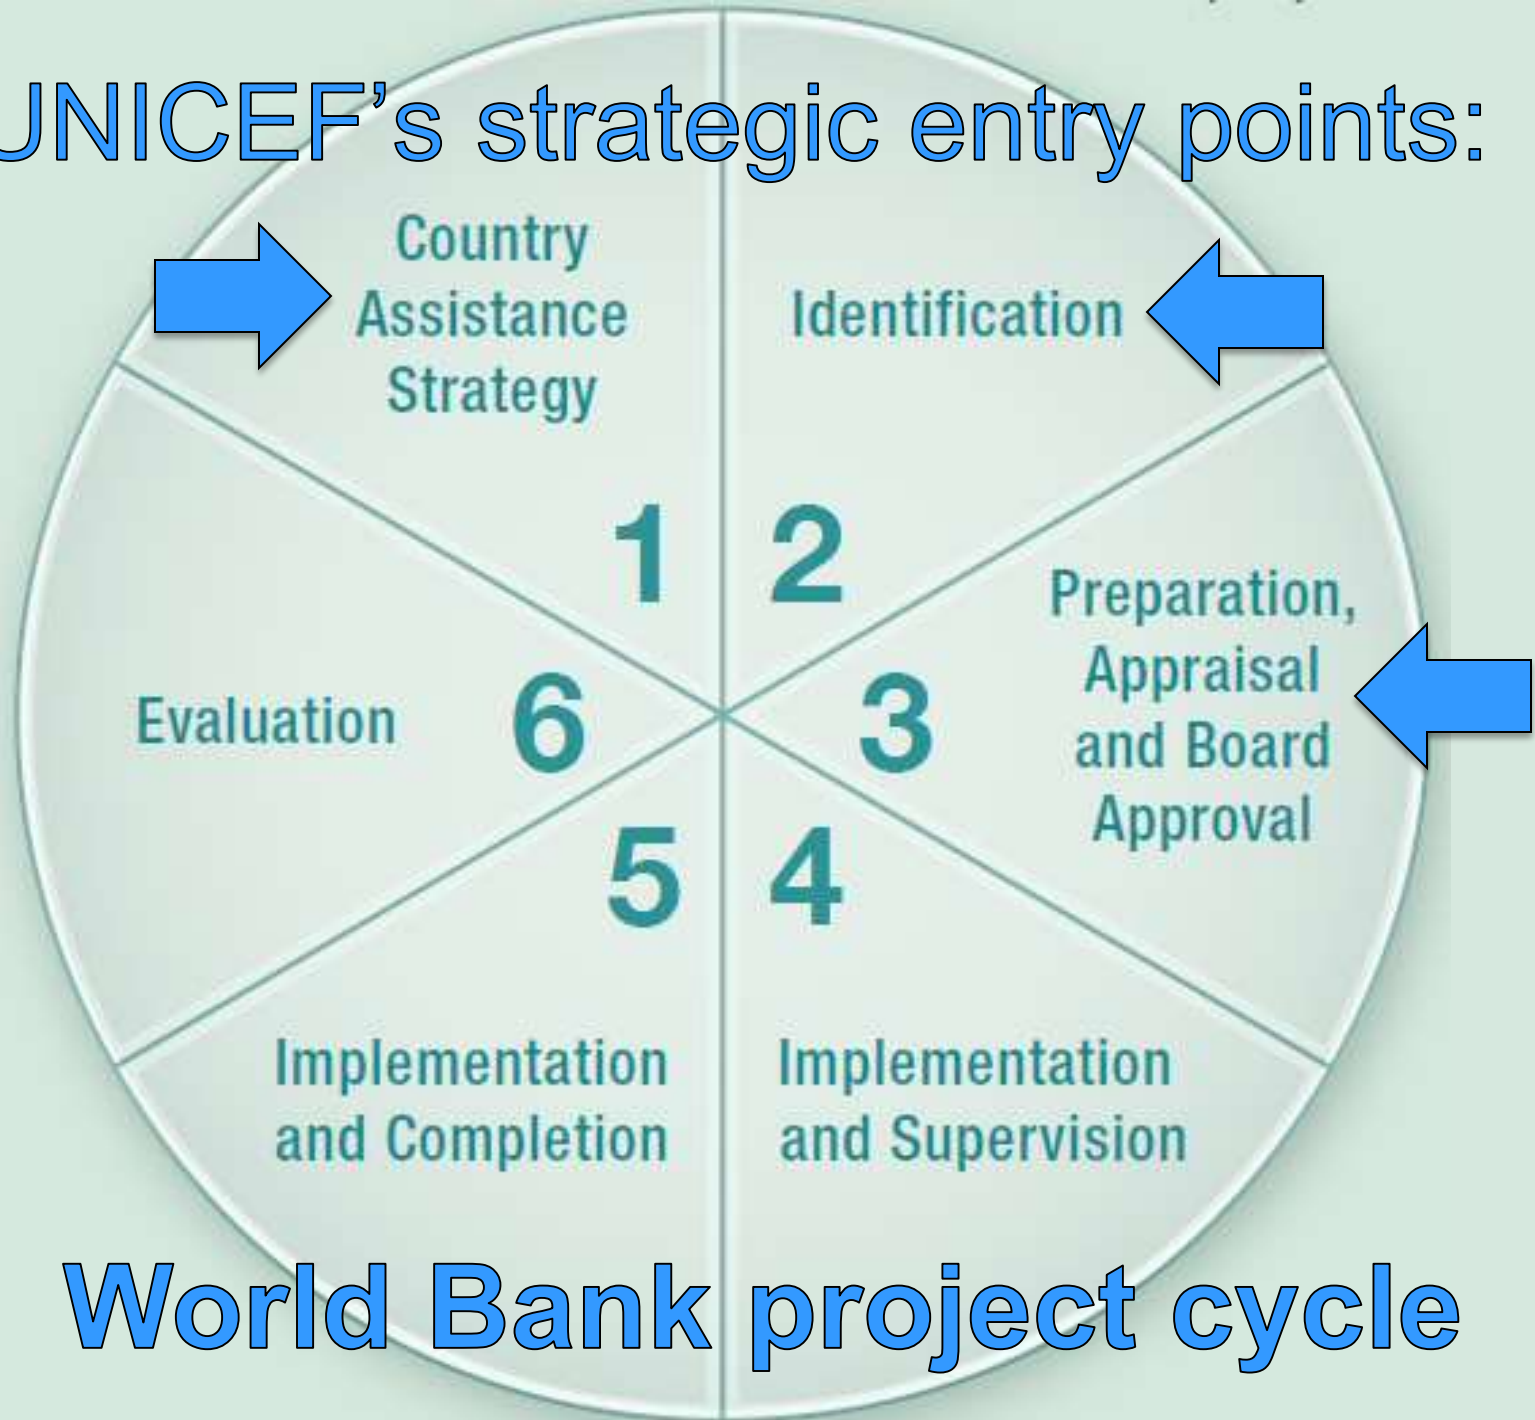 UNICEF’s strategic entry points:
Country
Assistance
Strategy
1
Identification
2
Preparation,
Appraisal
and Board
Approval
3
Implementation
and Supervision
4
Implementation
and Completion
5
Evaluation
6
World Bank project cycle